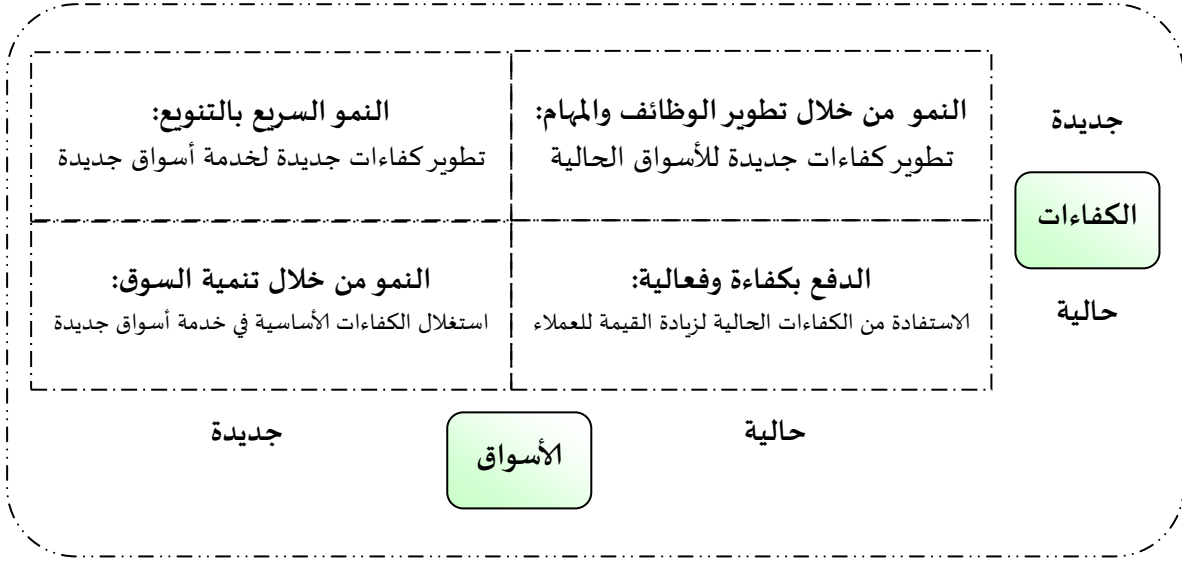 جديدة
النمو من خلال تطوير الوظائف والمهام:
تطوير كفاءات جديدة للأسواق الحالية
النمو السريع بالتنويع:
تطوير كفاءات جديدة لخدمة أسواق جديدة
الكفاءات
حالية
الدفع بكفاءة وفعالية:
الاستفادة من الكفاءات الحالية لزيادة القيمة للعملاء
النمو من خلال تنمية السوق:
استغلال الكفاءات الأساسية في خدمة أسواق جديدة
حالية
الأسواق
جديدة